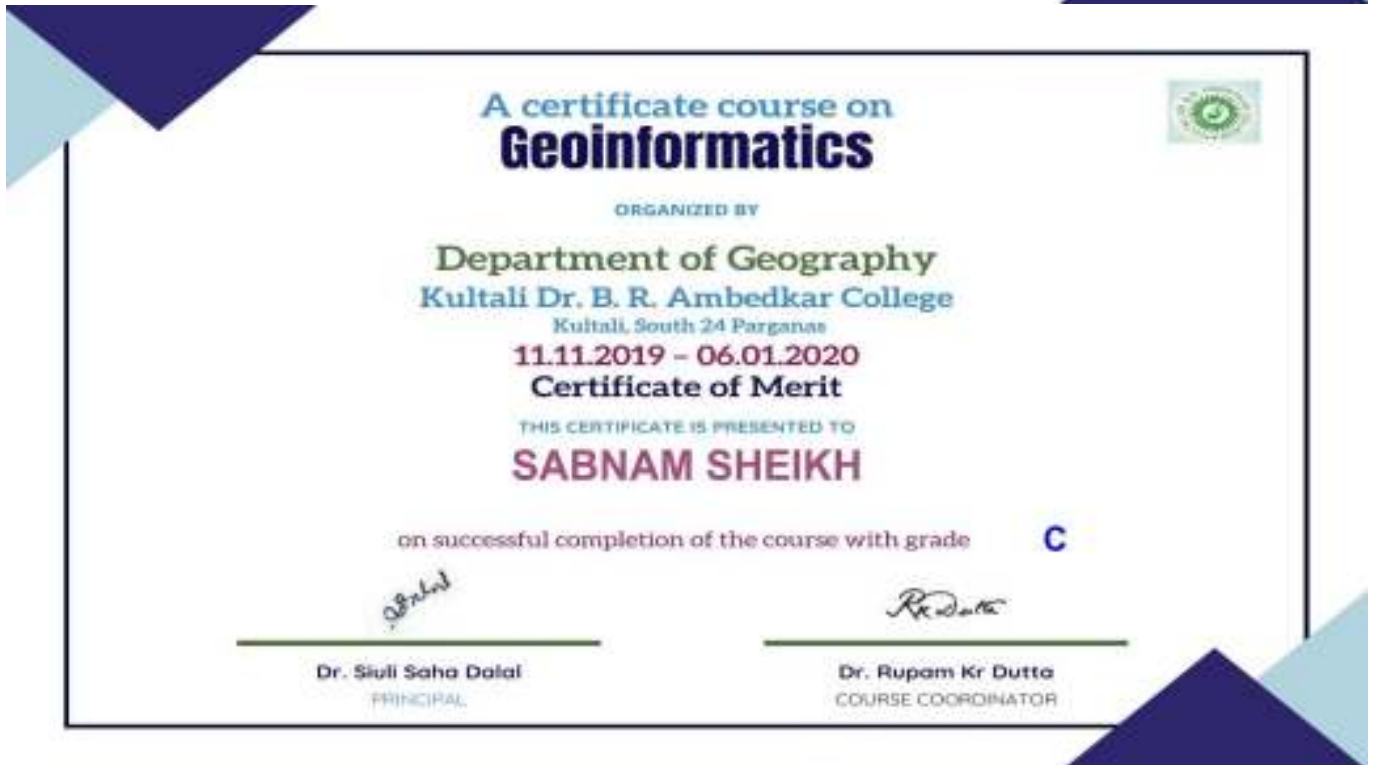 A certificate course on
Geoinformatics
ORGANIZED BY
Department of Geography
Kultali Dr. B. R. Ambedkar College
Kultali, South 24 Parganas
11.11.2019 – 06.01.2020
Certificate of Merit
THIS CERTIFICATE IS PRESENTED TO
SABNAM SHEIKH
on successful completion of the course with grade C
Dr. Siuli Saha Dalal
PRINCIPAL
Dr. Rupam Kr Dutta
COURSE COORDINATOR